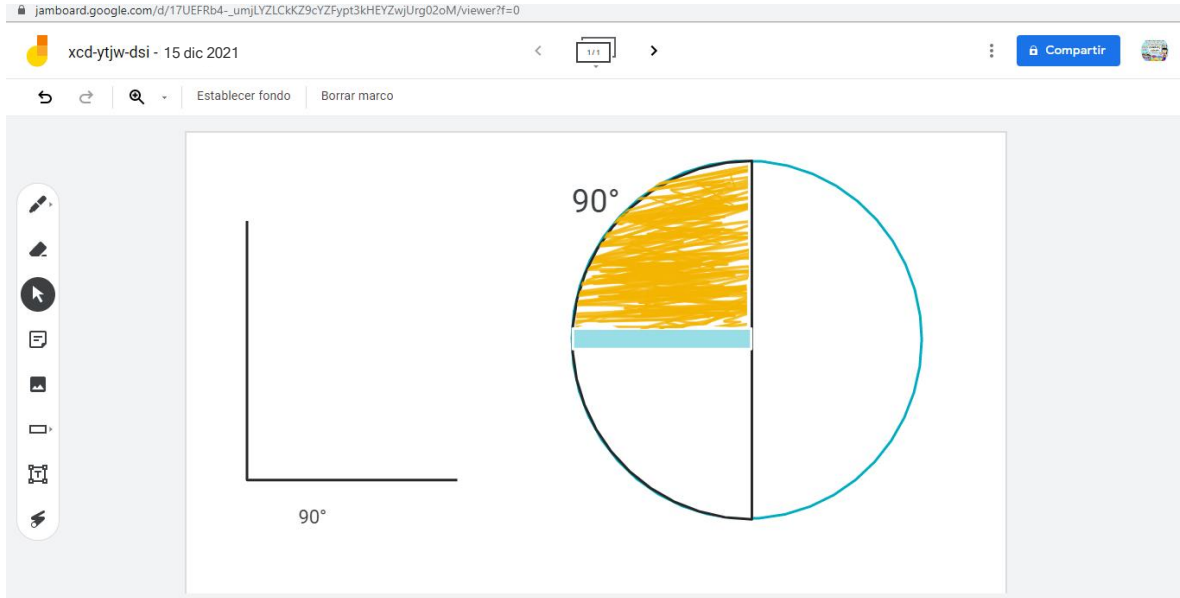 jamboard.google.com/d/17UEFRb4-_umjLYZLCkKZ9cYZFypt3kHEYZwjUrg02oM/viewer?f=0
xcd-ytjw-dsi - 15 dic 2021
1/1
Compartir
Establecer fondo
Borrar marco
90°
90°